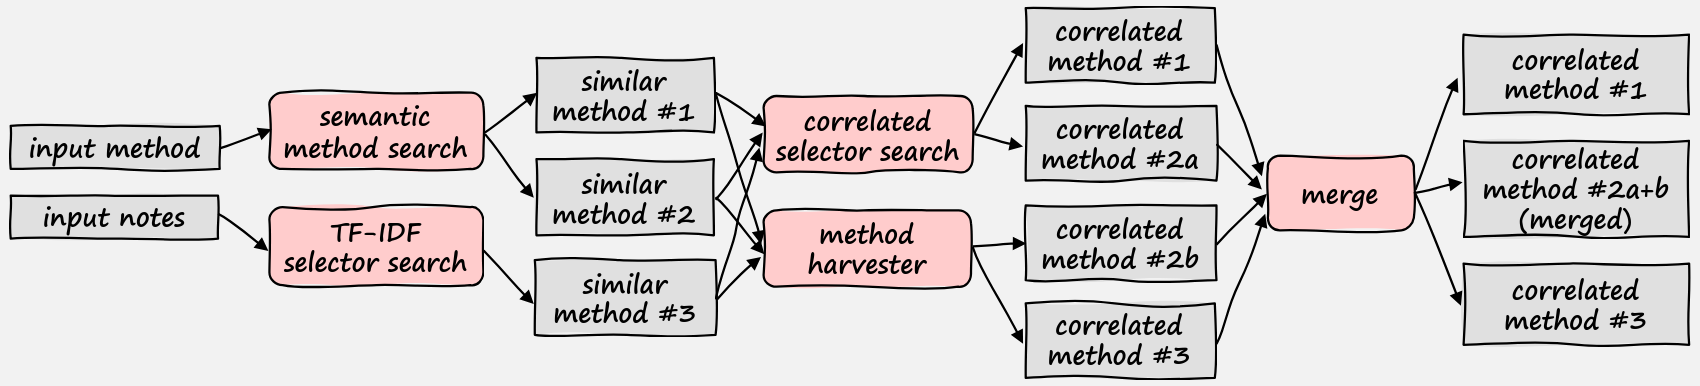 input method
input notes
semantic
method search
TF-IDF
selector search
similar
method #1
similar
method #2
similar
method #3
correlated
selector search
method
harvester
correlated
method #1
correlated
method #2a
correlated
method #2b
correlated
method #3
merge
correlated
method #1
correlated
method #2a+b
(merged)
correlated
method #3